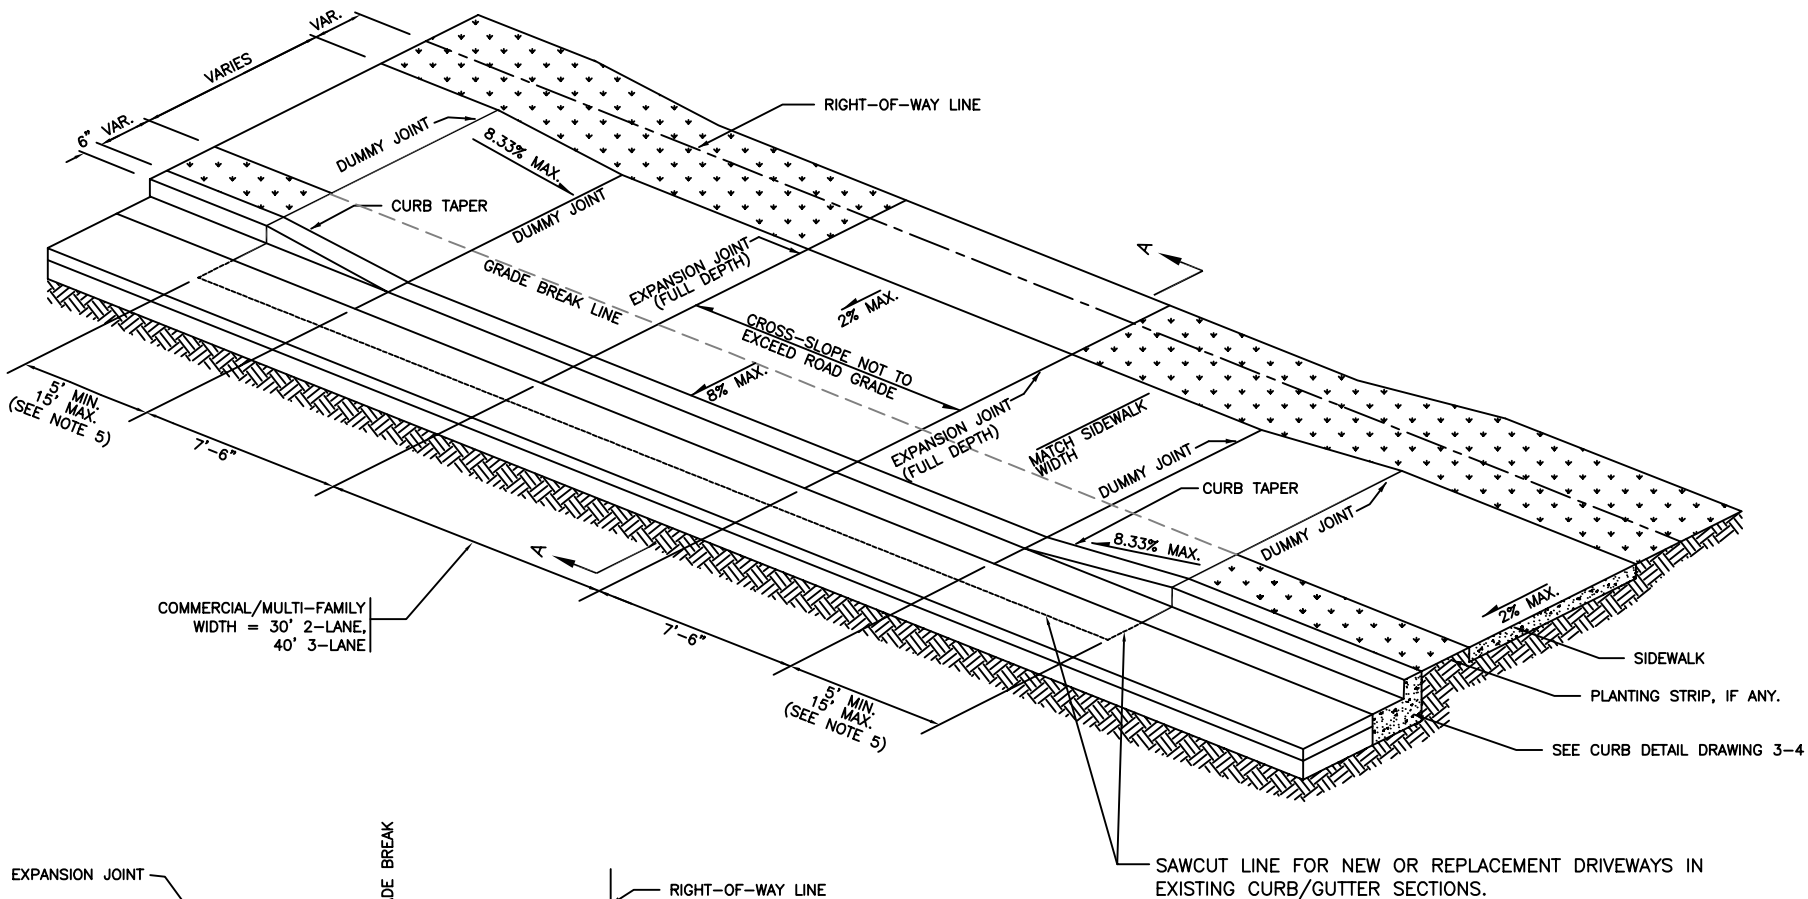 VAR.
VARIES
VAR.
6"
RIGHT-OF-WAY LINE
DUMMY JOINT
8.33% MAX.
CURB TAPER
DUMMY JOINT
GRADE BREAK LINE
EXPANSION JOINT
(FULL DEPTH)
2% MAX.
CROSS-SLOPE NOT TO
EXCEED ROAD GRADE
8% MAX.
A
EXPANSION JOINT
(FULL DEPTH)
MATCH SIDEWALK
WIDTH
DUMMY JOINT
CURB TAPER
8.33% MAX.
DUMMY JOINT
2% MAX.
5' MIN.
15' MAX.
(SEE NOTE 5)
7'-6"
A
COMMERCIAL/MULTI-FAMILY
WIDTH = 30' 2-LANE,
40' 3-LANE
7'-6"
5' MIN.
15' MAX.
(SEE NOTE 5)
SIDEWALK
PLANTING STRIP, IF ANY.
SEE CURB DETAIL DRAWING 3-4
SAWCUT LINE FOR NEW OR REPLACEMENT DRIVEWAYS IN
EXISTING CURB/GUTTER SECTIONS.
EXPANSION JOINT
DE BREAK
RIGHT-OF-WAY LINE